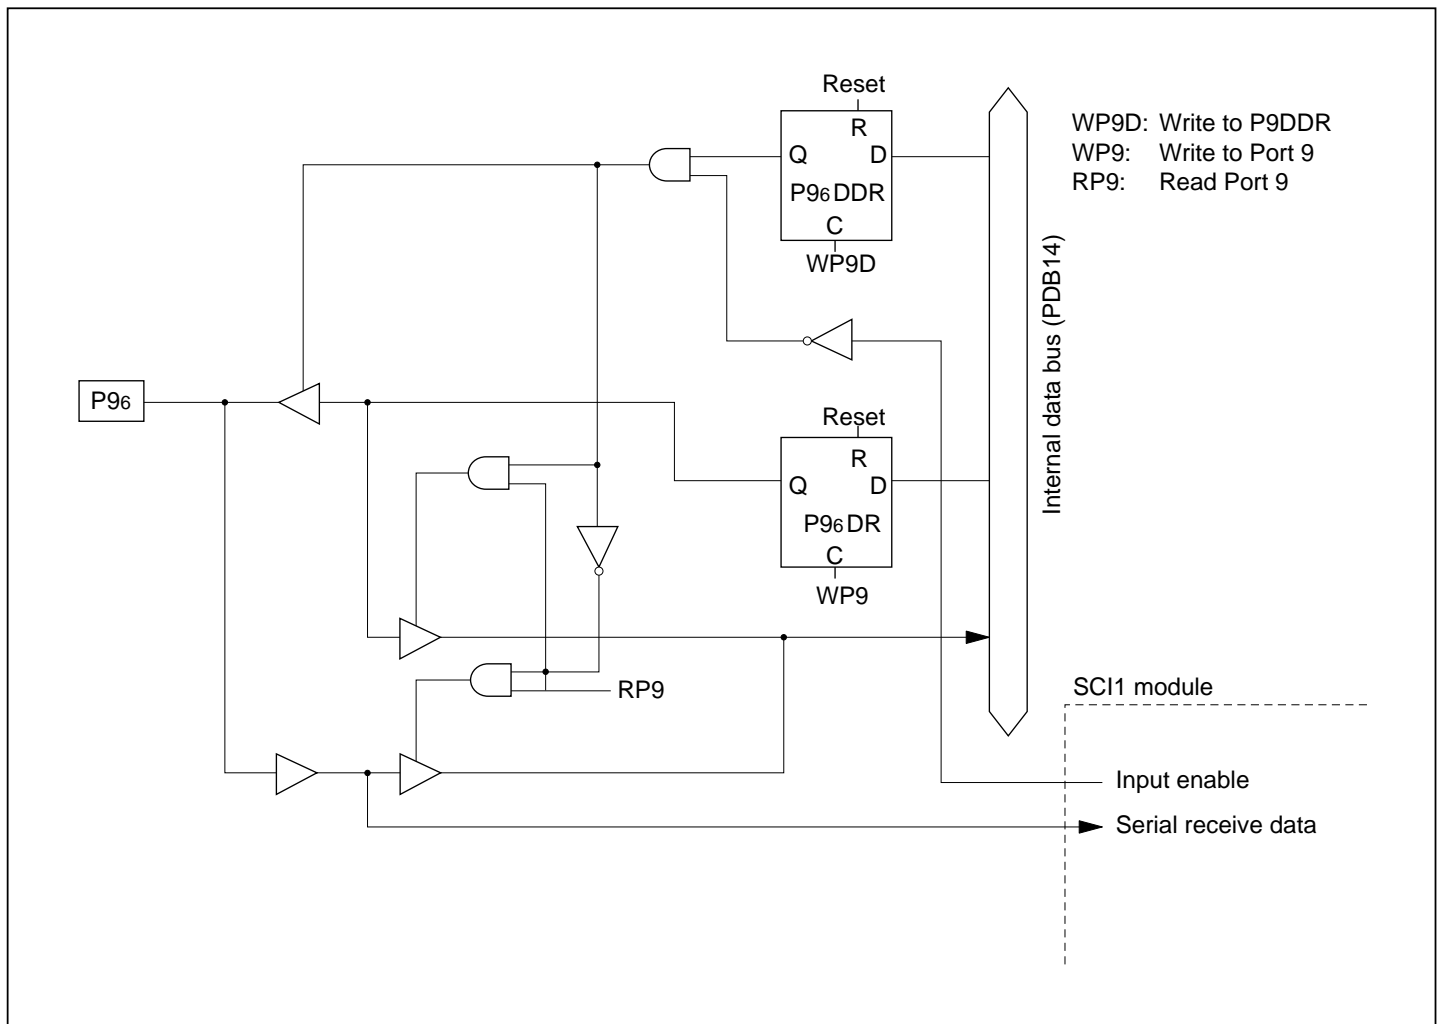 Reset
R
Q D
P96DDR
C
WP9D
WP9D: Write to P9DDR
WP9: Write to Port 9
RP9: Read Port 9
Internal data bus (PDB14)
P96
Reset
R
Q D
P96DR
C
WP9
RP9
SCI1 module
Input enable
Serial receive data